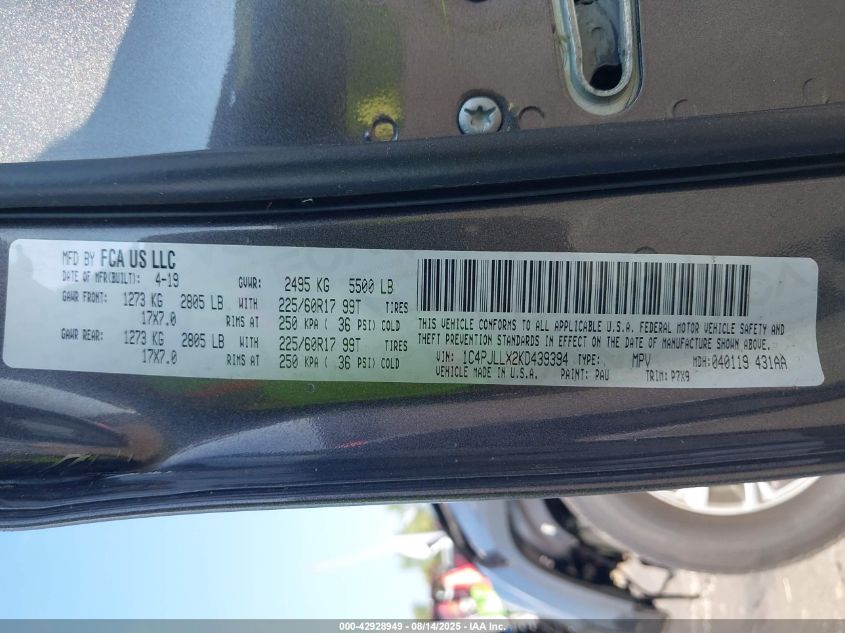 MFD BY FCA US LLC
DATE OF MFR(BUILT): 4-19 GVWR: 2495 KG 5500 LB
GAWR FRONT: 1273 KG 2805 LB WITH 225/60R17 99T TIRES
17X7.0 RIMS AT 250 KPA ( 36 PSI) COLD
GAWR REAR: 1273 KG 2805 LB WITH 225/60R17 99T TIRES
17X7.0 RIMS AT 250 KPA ( 36 PSI) COLD
THIS VEHICLE CONFORMS TO ALL APPLICABLE U.S.A. FEDERAL MOTOR VEHICLE SAFETY AND
THEFT PREVENTION STANDARDS IN EFFECT ON THE DATE OF MANUFACTURE SHOWN ABOVE.
VIN: 1C4PJLLX2KD439394 TYPE: MPV MDH: 040119 431AA
VEHICLE MADE IN U.S.A. PAINT: PAU TRIM: P7X9
000-42928949 - 08/14/2025 - IAA Inc.